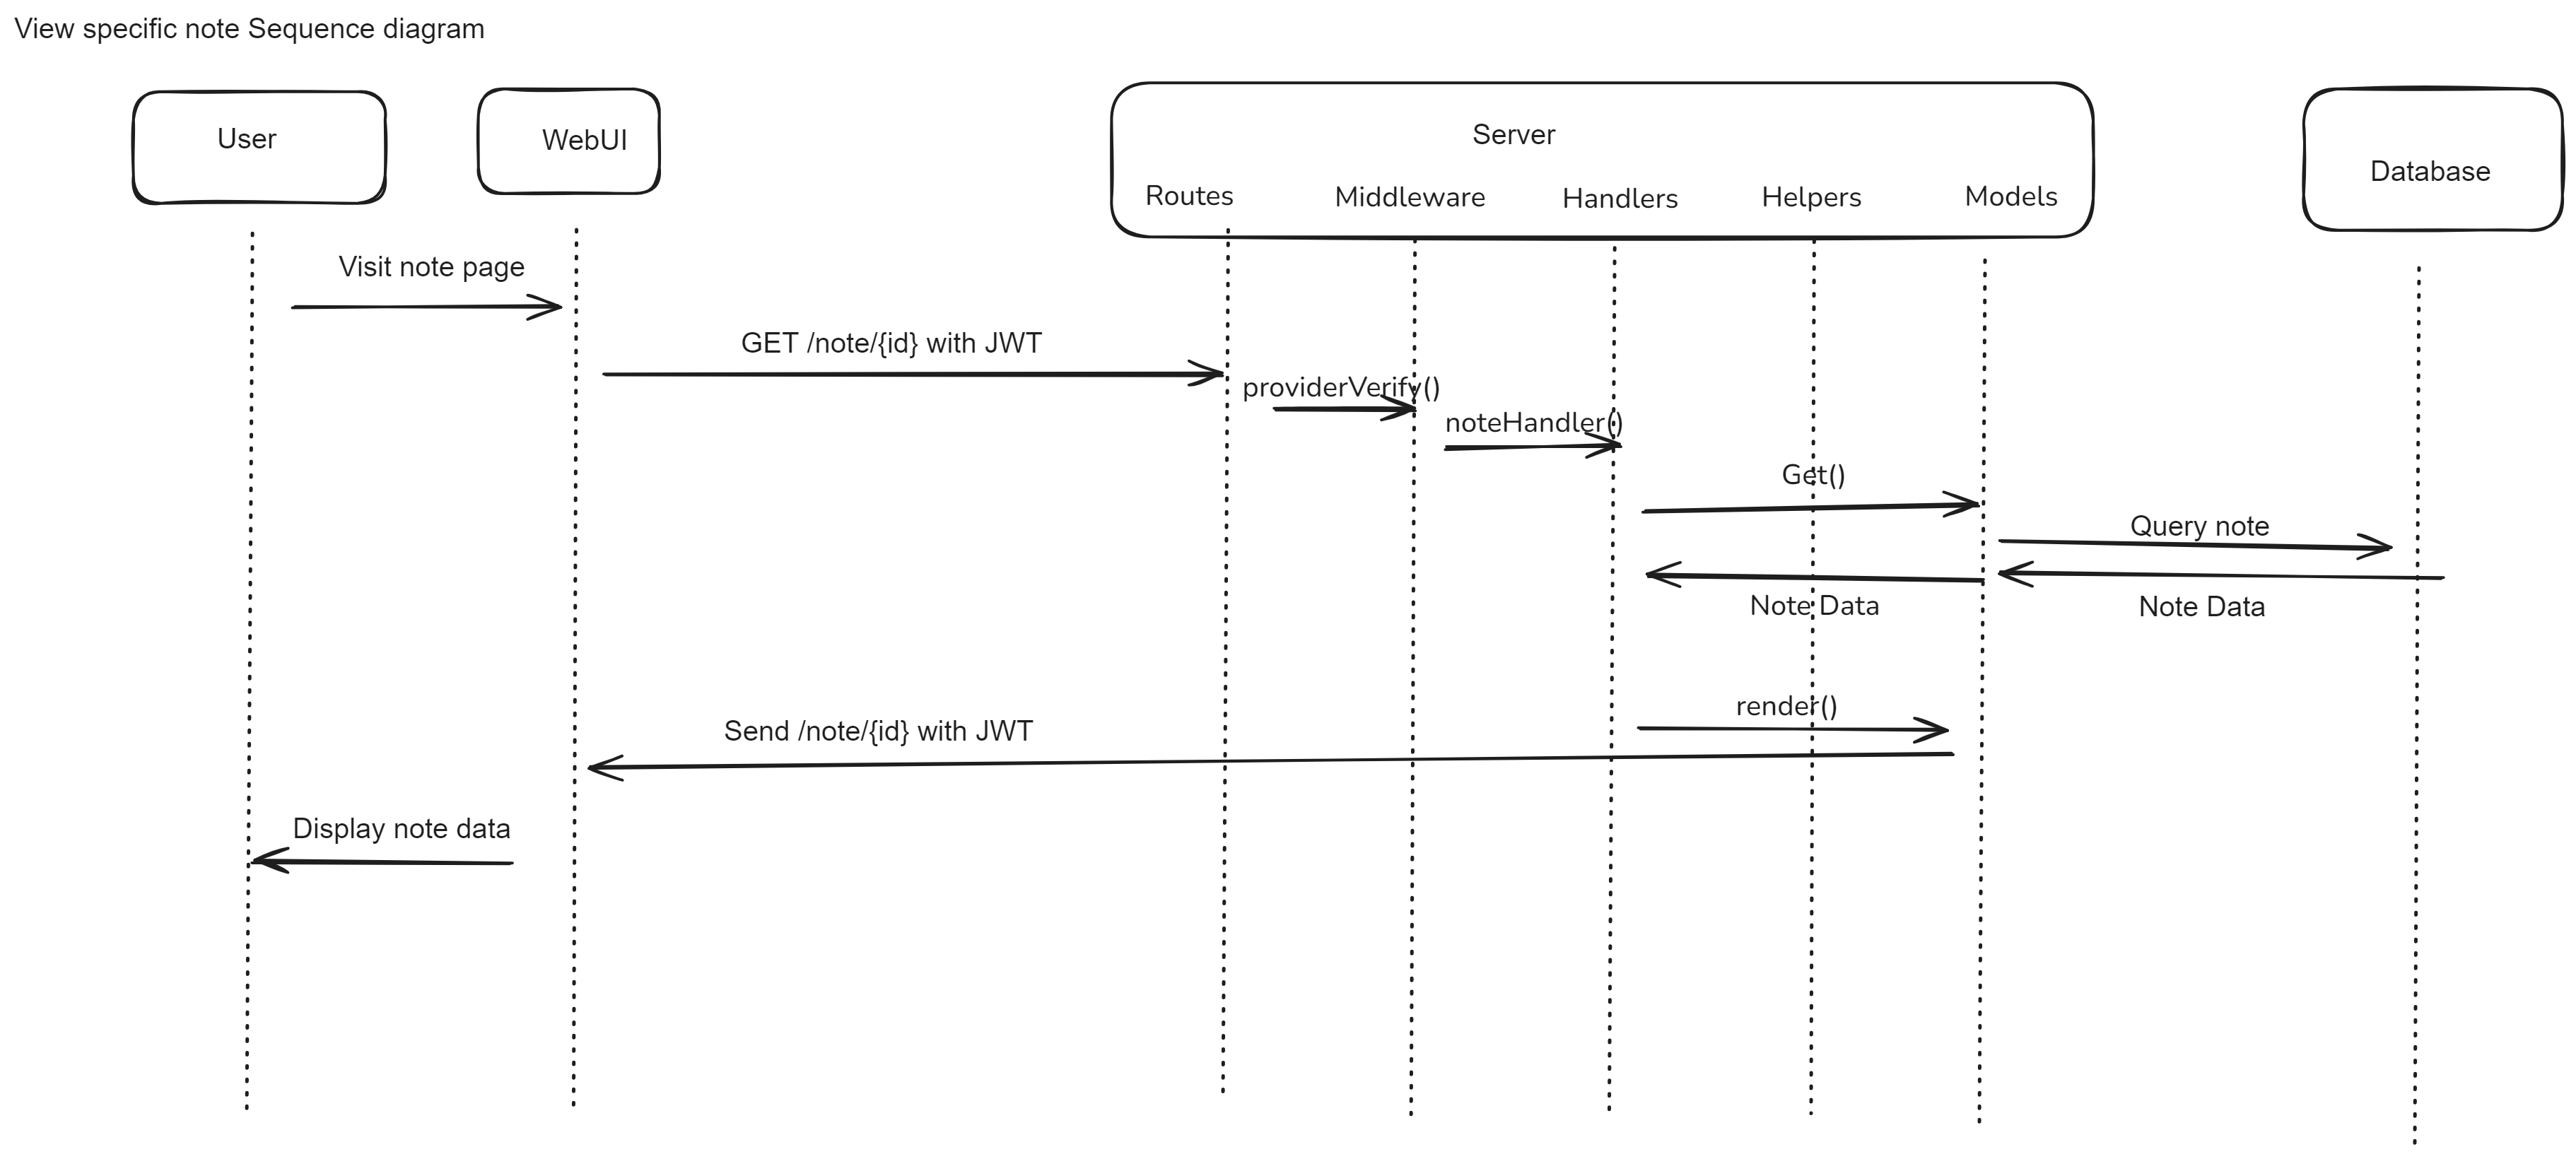 View specific note Sequence diagram
User
WebUI
Server
Routes
Middleware
Handlers
Helpers
Models
Database
Visit note page
GET /note/{id} with JWT
providerVerify()
noteHandler()
Get()
Query note
Note Data
Note Data
render()
Send /note/{id} with JWT
Display note data